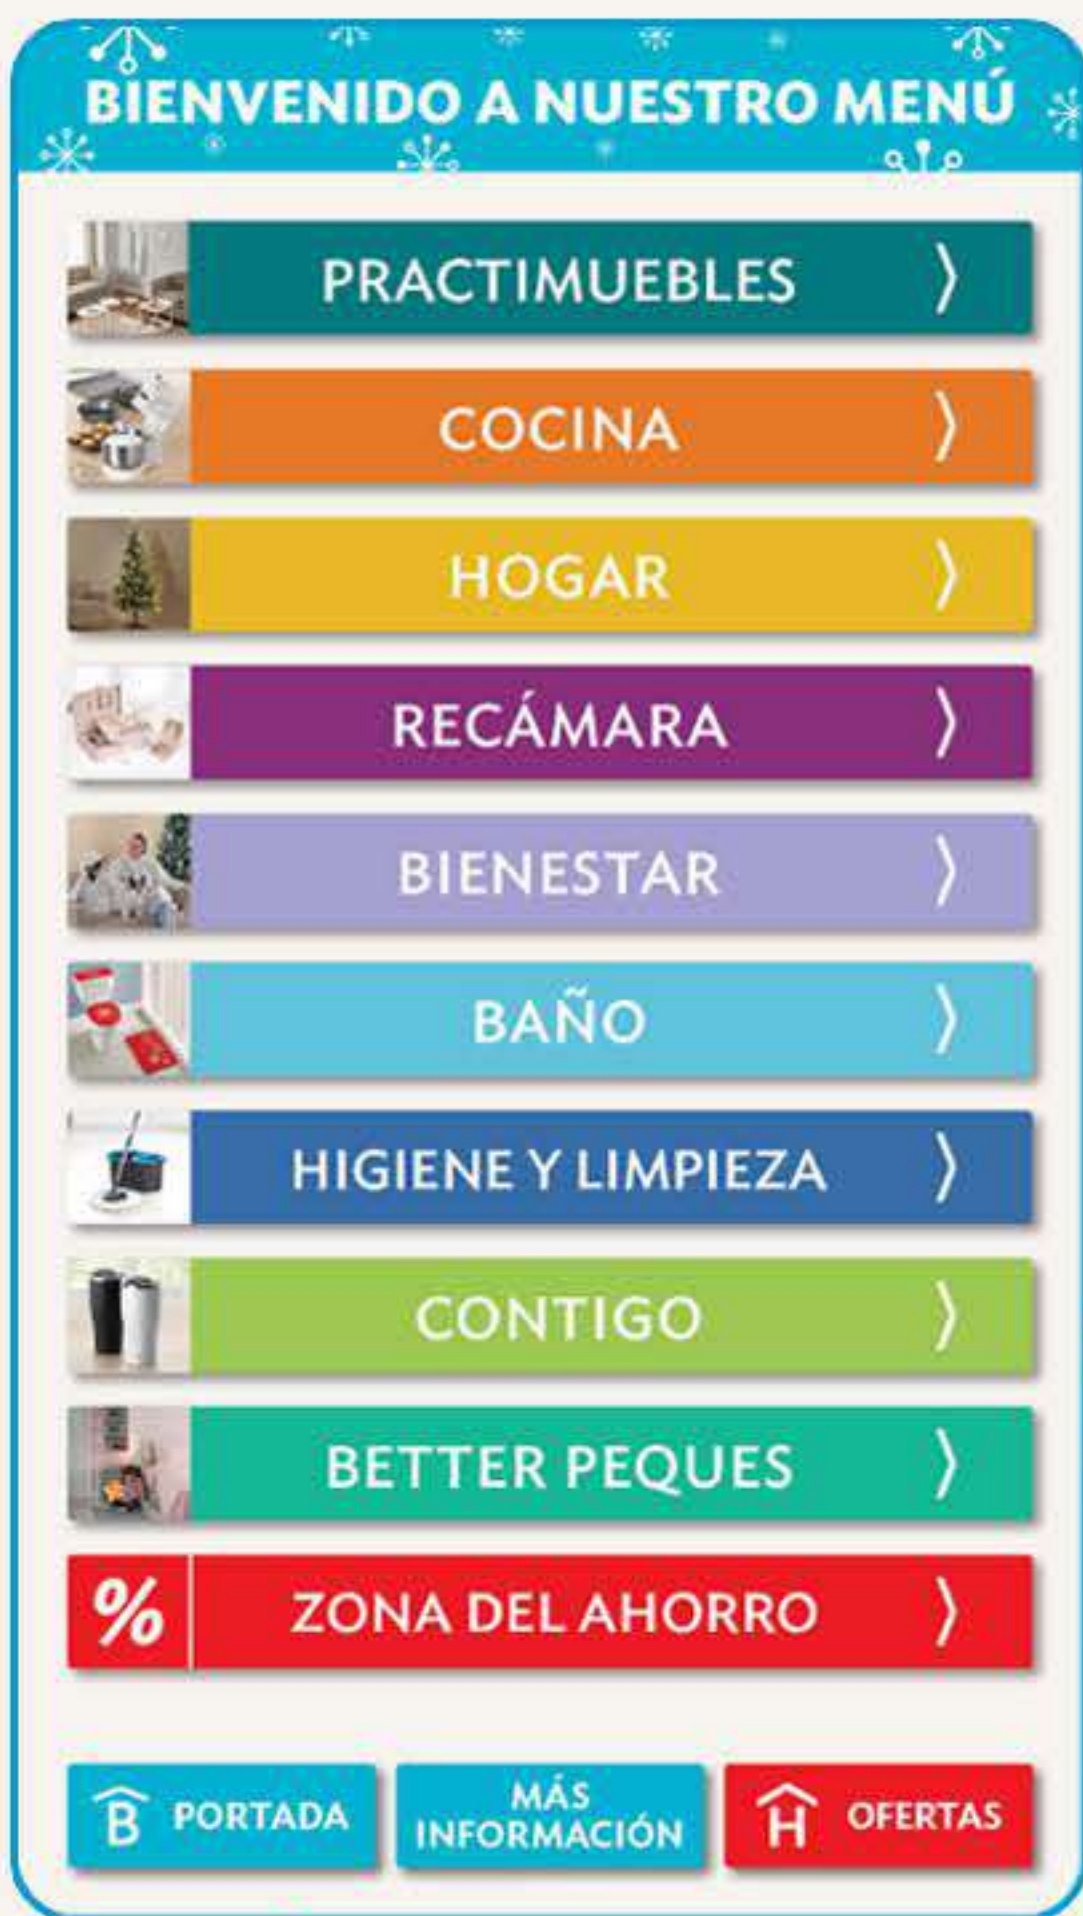 BIENVENIDO A NUESTRO MENÚ
PRACTIMUEBLES
COCINA
HOGAR
RECÁMARA
BIENESTAR
BAÑO
HIGIENE Y LIMPIEZA
CONTIGO
BETTER PEQUES
% ZONA DEL AHORRO
B PORTADA
MÁS
INFORMACIÓN
H OFERTAS